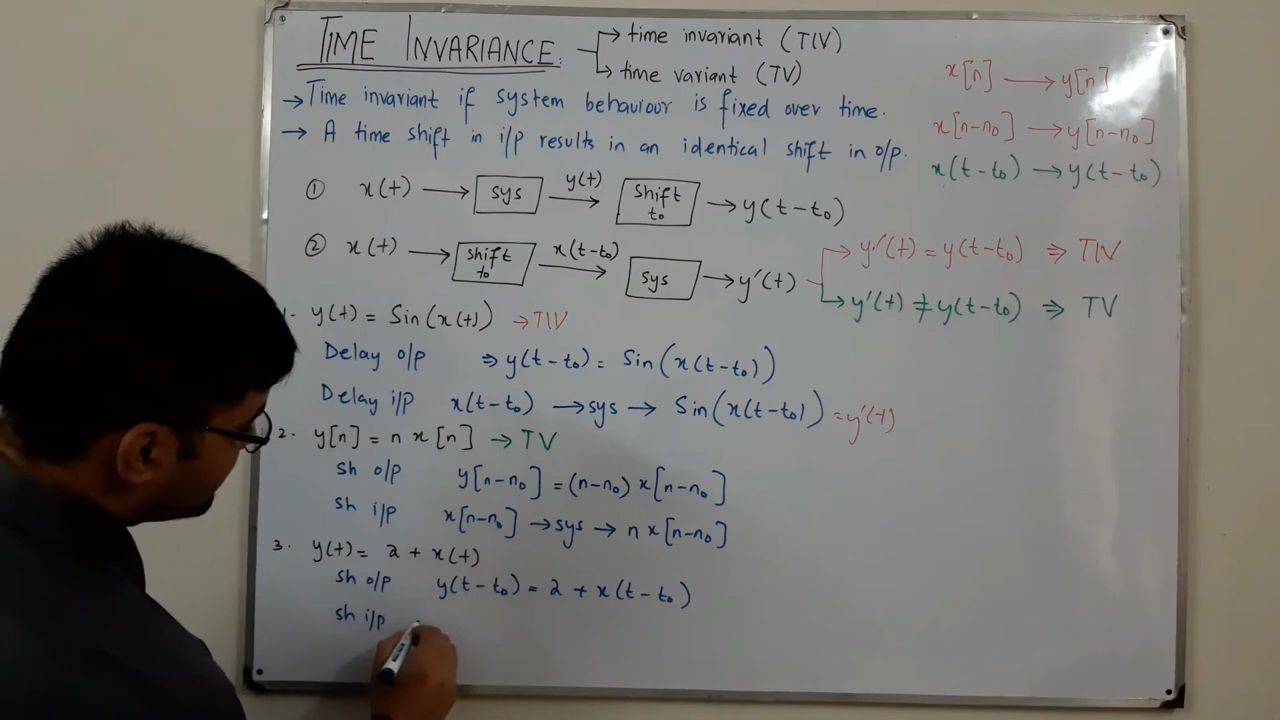 TIME INVARIANCE: → time invariant (TIV)
→ time variant (TV)
→ Time invariant if system behaviour is fixed over time.
→ A time shift in i/p results in an identical shift in o/p.
x[n] → y[n]
x[n-n₀] → y[n-n₀]
x(t-t₀) → y(t-t₀)
① x(t) → sys y(t) → shift t₀ → y(t-t₀)
② x(t) → shift t₀ x(t-t₀) → sys → y'(t) → y'(t) = y(t-t₀) ⇒ TIV
→ y'(t) ≠ y(t-t₀) ⇒ TV
1. y(t) = Sin(x(t)) → TIV
Delay o/p ⇒ y(t-t₀) = Sin(x(t-t₀))
Delay i/p x(t-t₀) → sys → Sin(x(t-t₀)) = y'(t)
2. y[n] = n x[n] → TV
sh o/p y[n-n₀] = (n-n₀) x[n-n₀]
sh i/p x[n-n₀] → sys → n x[n-n₀]
3. y(t) = 2 + x(t)
sh o/p y(t-t₀) = 2 + x(t-t₀)
sh i/p